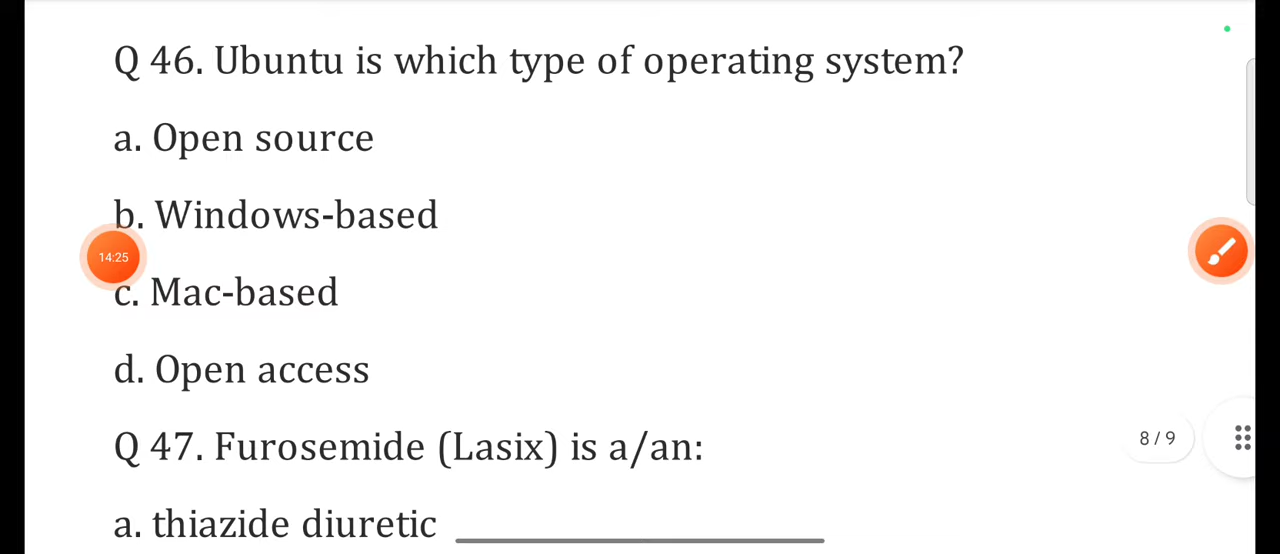 Q 46. Ubuntu is which type of operating system?
a. Open source
b. Windows-based
14:25
c. Mac-based
d. Open access
Q 47. Furosemide (Lasix) is a/an:
8 / 9
a. thiazide diuretic